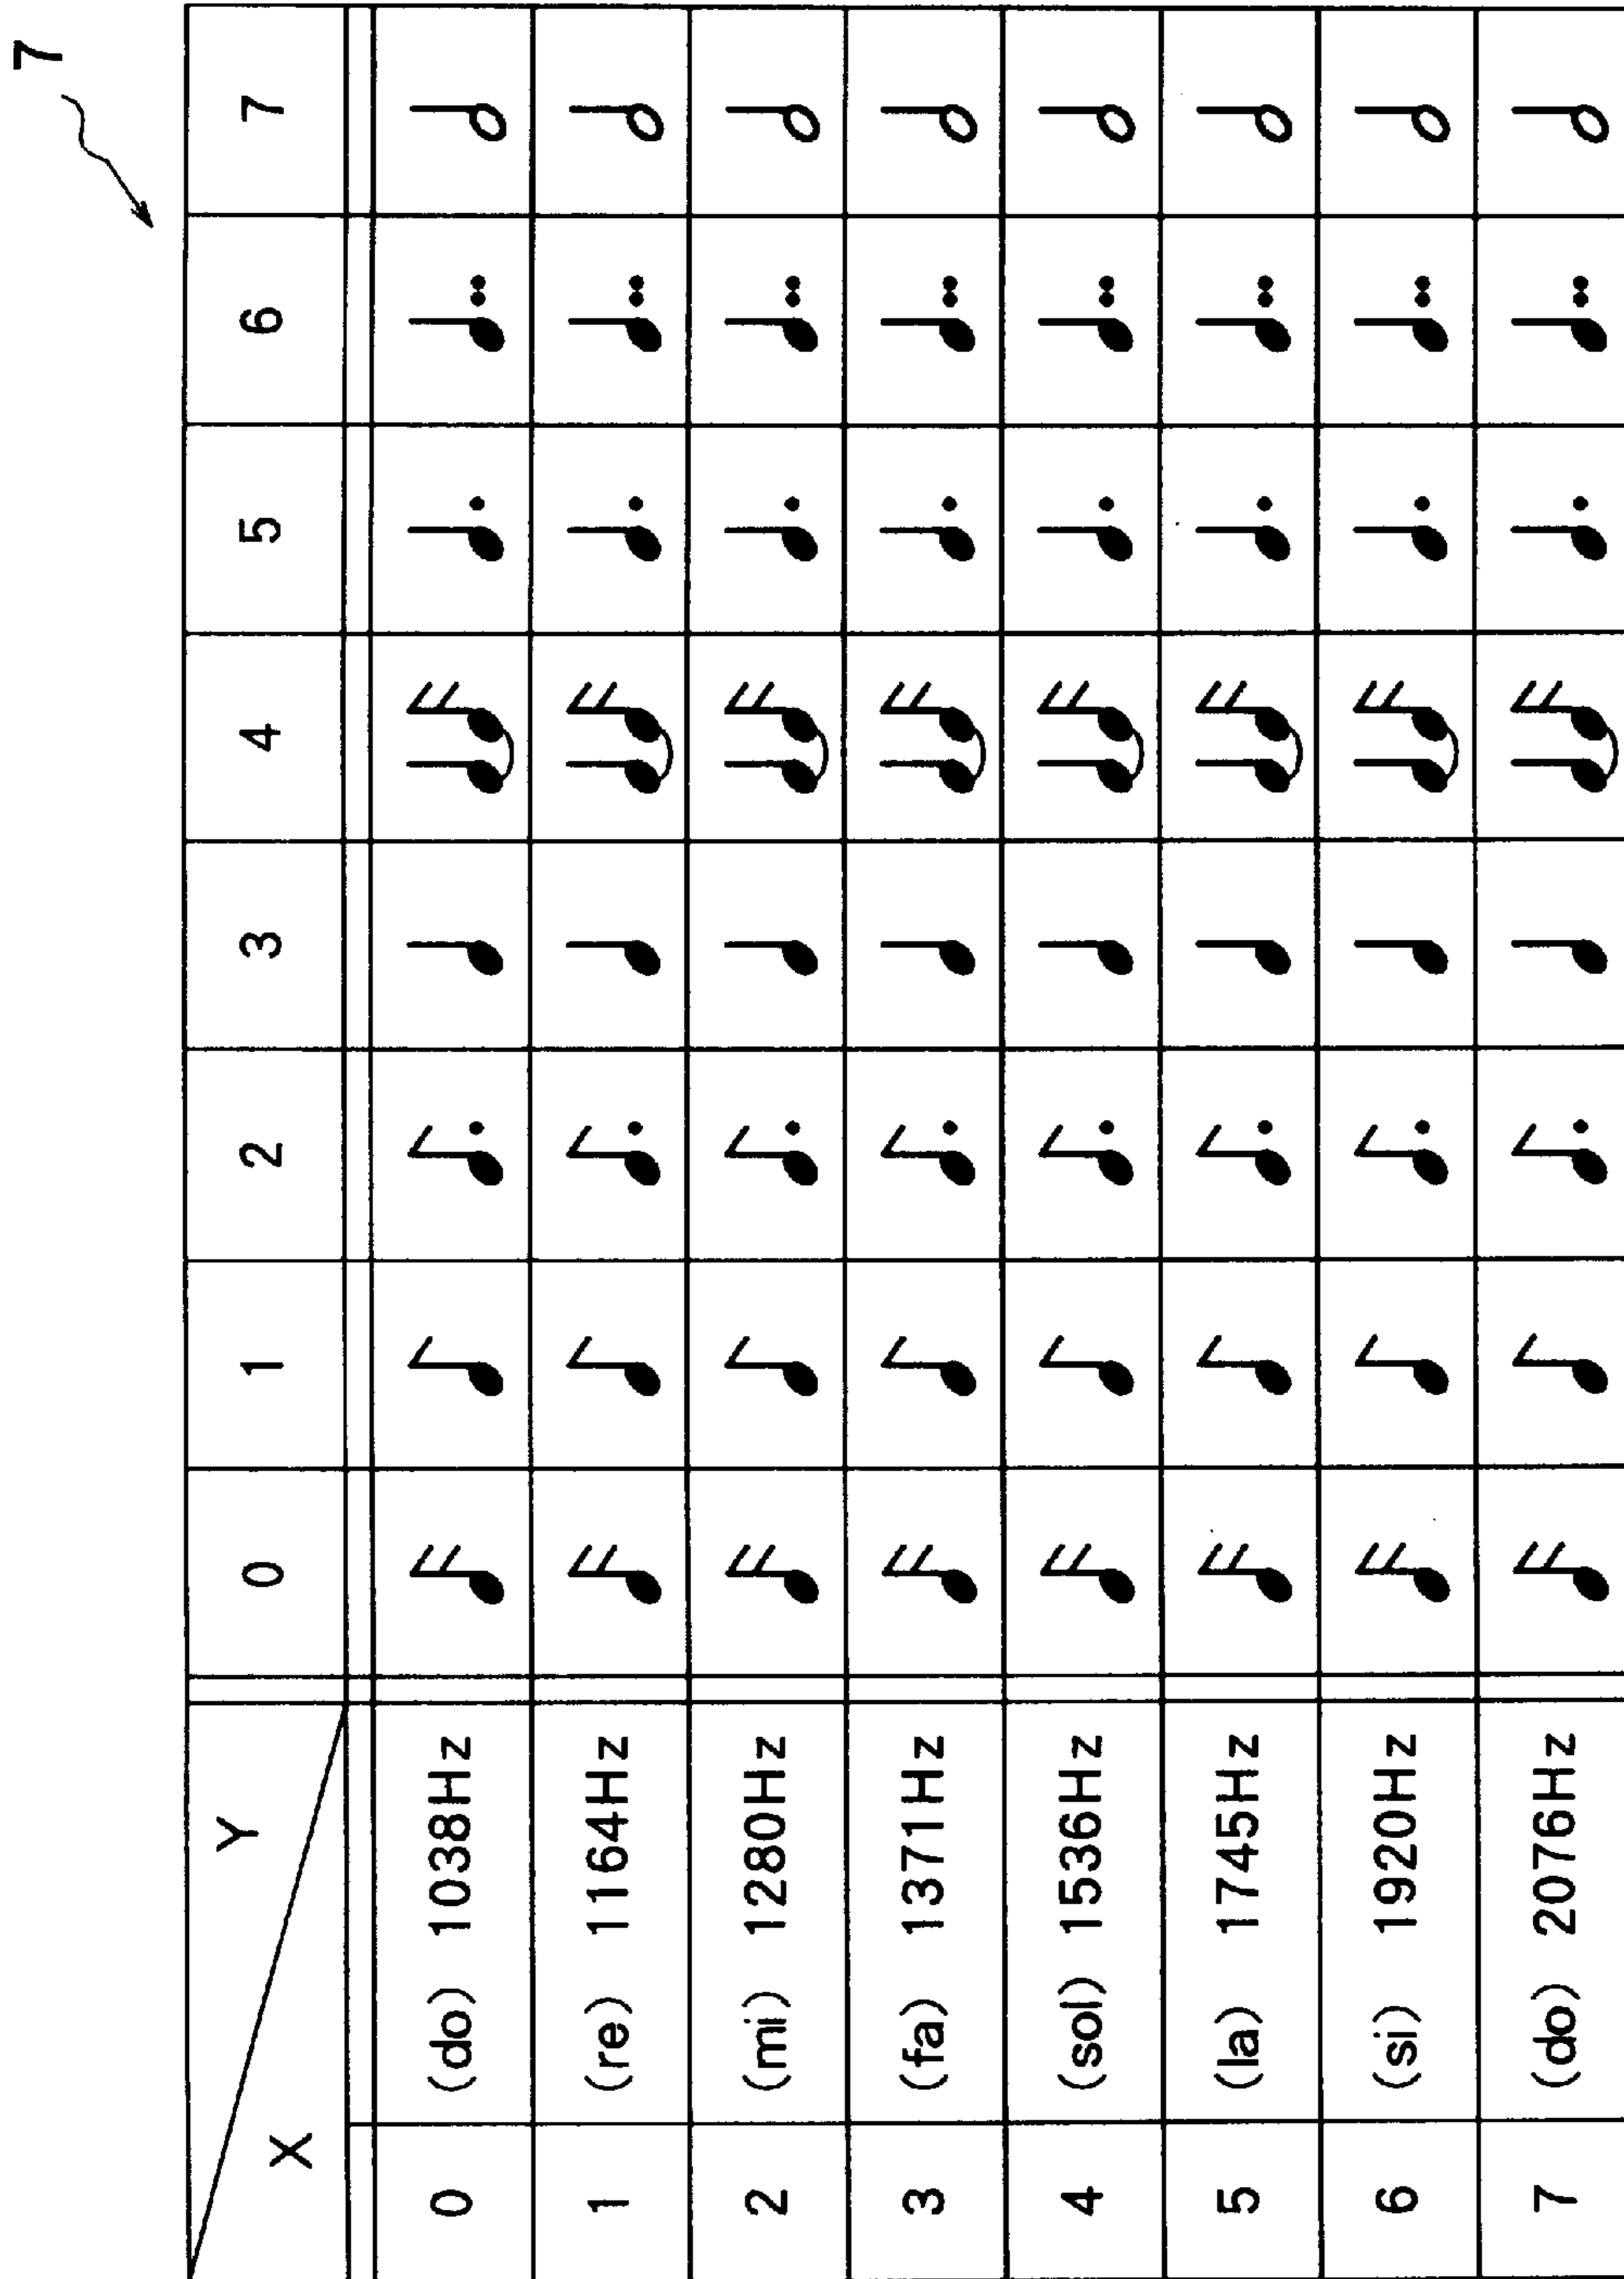 7
X Y 0 1 2 3 4 5 6 7
0 (do) 1038Hz
1 (re) 1164Hz
2 (mi) 1280Hz
3 (fa) 1371Hz
4 (sol) 1536Hz
5 (la) 1745Hz
6 (si) 1920Hz
7 (do) 2076Hz